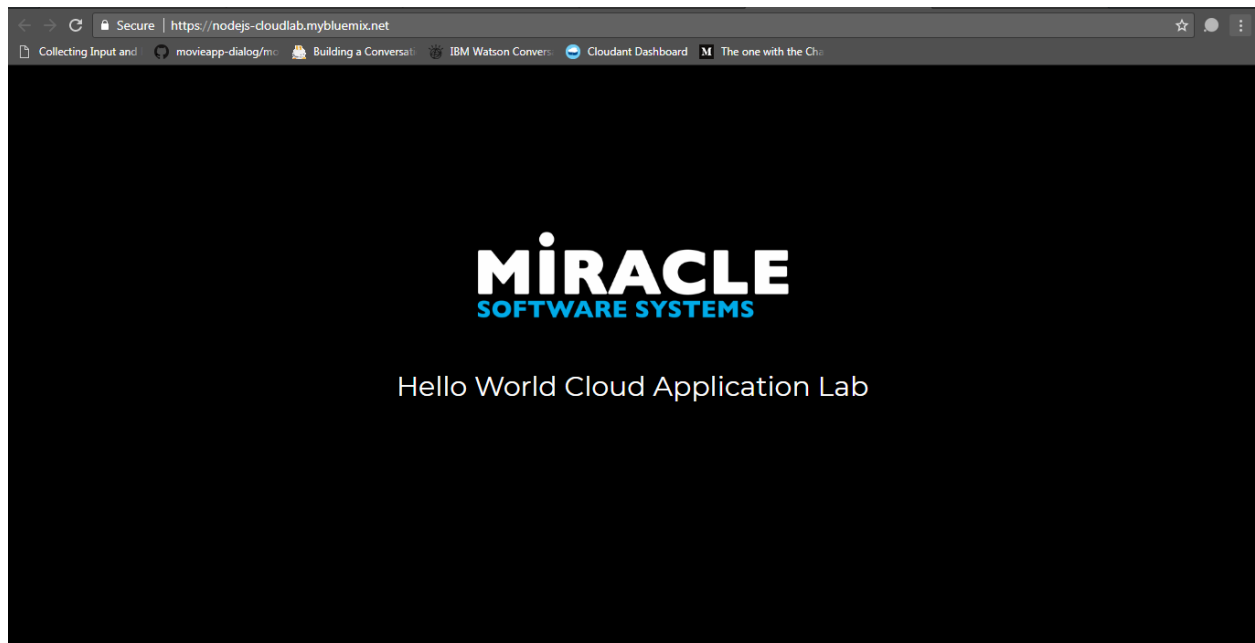 Secure | https://nodejs-cloudlab.mybluemix.net
Collecting Input and movieapp-dialog/mo Building a Conversati IBM Watson Convers Cloudant Dashboard M The one with the Cha
MiRACLE
SOFTWARE SYSTEMS
Hello World Cloud Application Lab